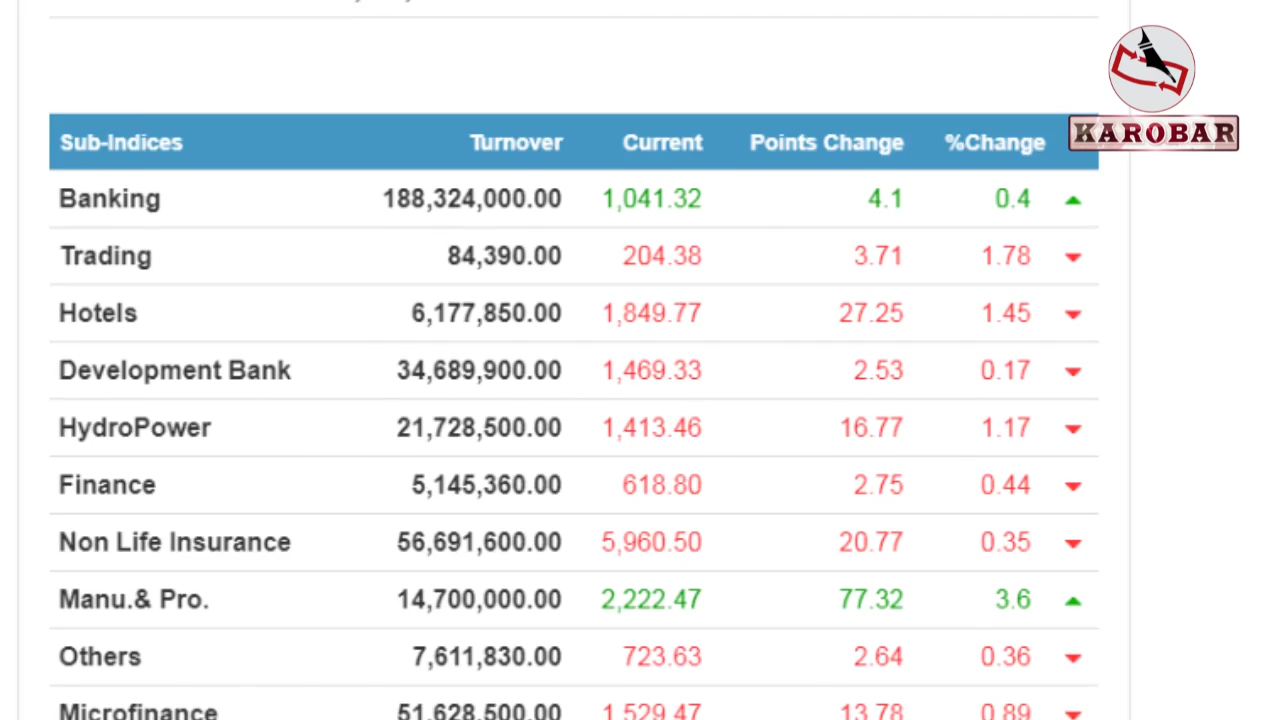 KAROBAR
Sub-Indices Turnover Current Points Change %Change
Banking 188,324,000.00 1,041.32 4.1 0.4
Trading 84,390.00 204.38 3.71 1.78
Hotels 6,177,850.00 1,849.77 27.25 1.45
Development Bank 34,689,900.00 1,469.33 2.53 0.17
HydroPower 21,728,500.00 1,413.46 16.77 1.17
Finance 5,145,360.00 618.80 2.75 0.44
Non Life Insurance 56,691,600.00 5,960.50 20.77 0.35
Manu.& Pro. 14,700,000.00 2,222.47 77.32 3.6
Others 7,611,830.00 723.63 2.64 0.36
Microfinance 51,628,500.00 1,529.47 13.78 0.89